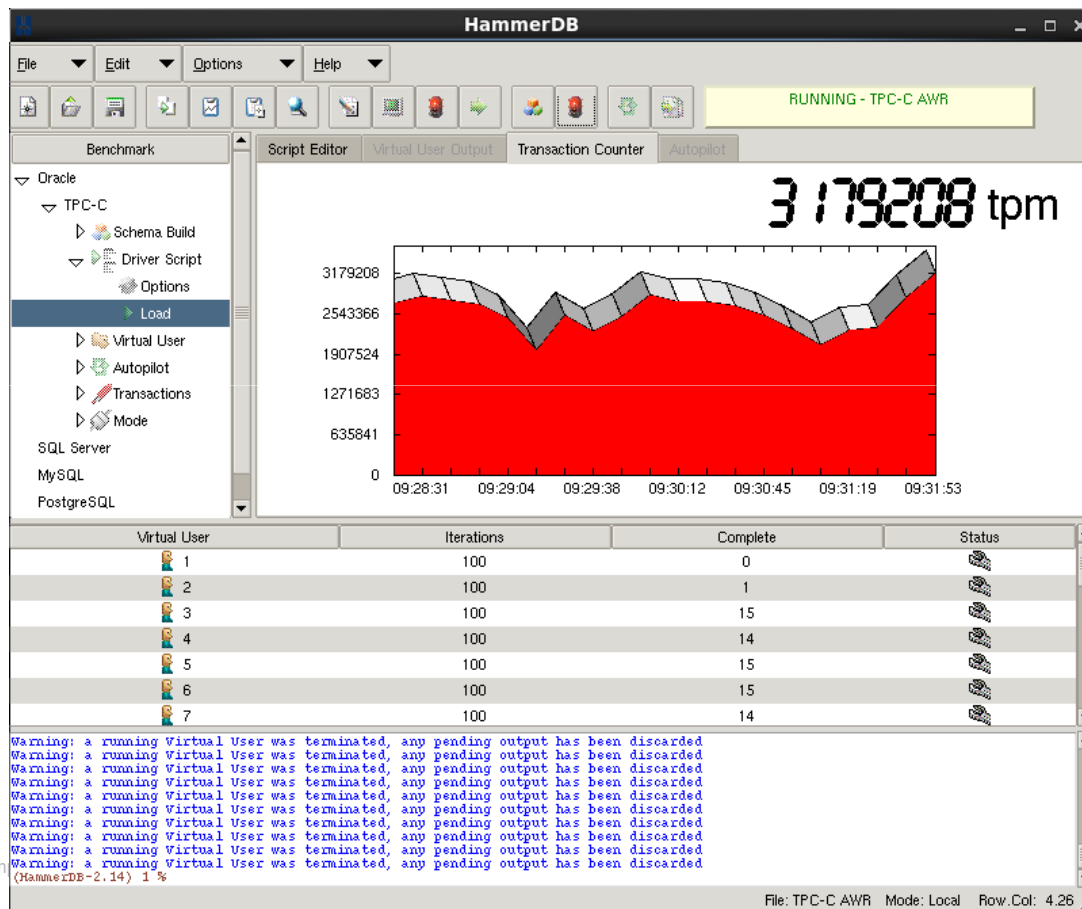 HammerDB
File Edit Options Help
RUNNING - TPC-C AWR
Benchmark
Script Editor Virtual User Output Transaction Counter Autopilot
Oracle
TPC-C
Schema Build
Driver Script
Options
Load
Virtual User
Autopilot
Transactions
Mode
SQL Server
MySQL
PostgreSQL
3179208 tpm
3179208
2543366
1907524
1271683
635841
0
09:28:31 09:29:04 09:29:38 09:30:12 09:30:45 09:31:19 09:31:53
Virtual User Iterations Complete Status
1 100 0
2 100 1
3 100 15
4 100 14
5 100 15
6 100 15
7 100 14
Warning: a running Virtual User was terminated, any pending output has been discarded
Warning: a running Virtual User was terminated, any pending output has been discarded
Warning: a running Virtual User was terminated, any pending output has been discarded
Warning: a running Virtual User was terminated, any pending output has been discarded
Warning: a running Virtual User was terminated, any pending output has been discarded
Warning: a running Virtual User was terminated, any pending output has been discarded
Warning: a running Virtual User was terminated, any pending output has been discarded
Warning: a running Virtual User was terminated, any pending output has been discarded
Warning: a running Virtual User was terminated, any pending output has been discarded
Warning: a running Virtual User was terminated, any pending output has been discarded
(HammerDB-2.14) 1 %
File: TPC-C AWR Mode: Local Row.Col: 4.26